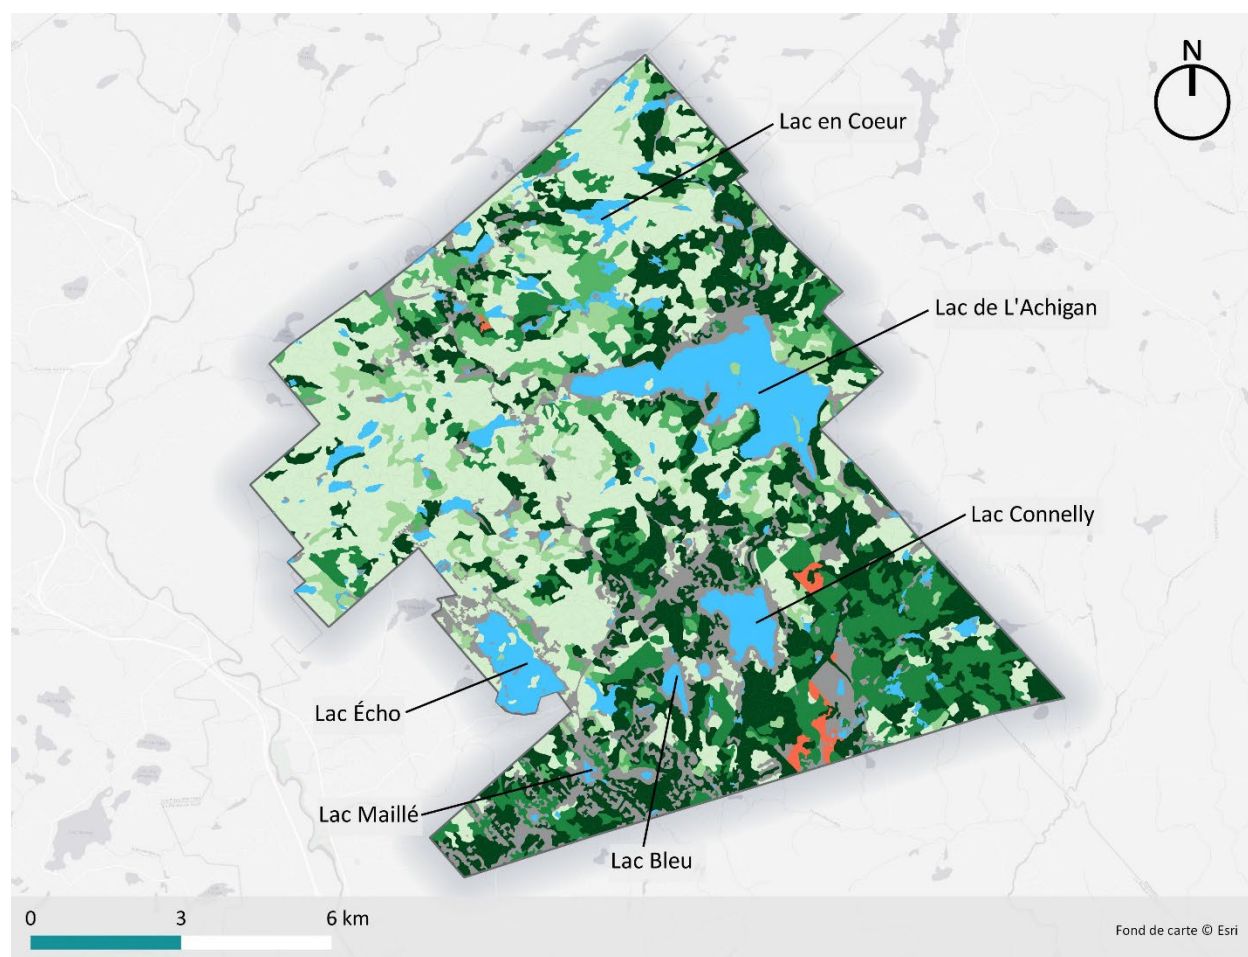 N
Lac en Coeur
Lac de L'Achigan
Lac Connelly
Lac Écho
Lac Maillé
Lac Bleu
0 3 6 km
Fond de carte © Esri